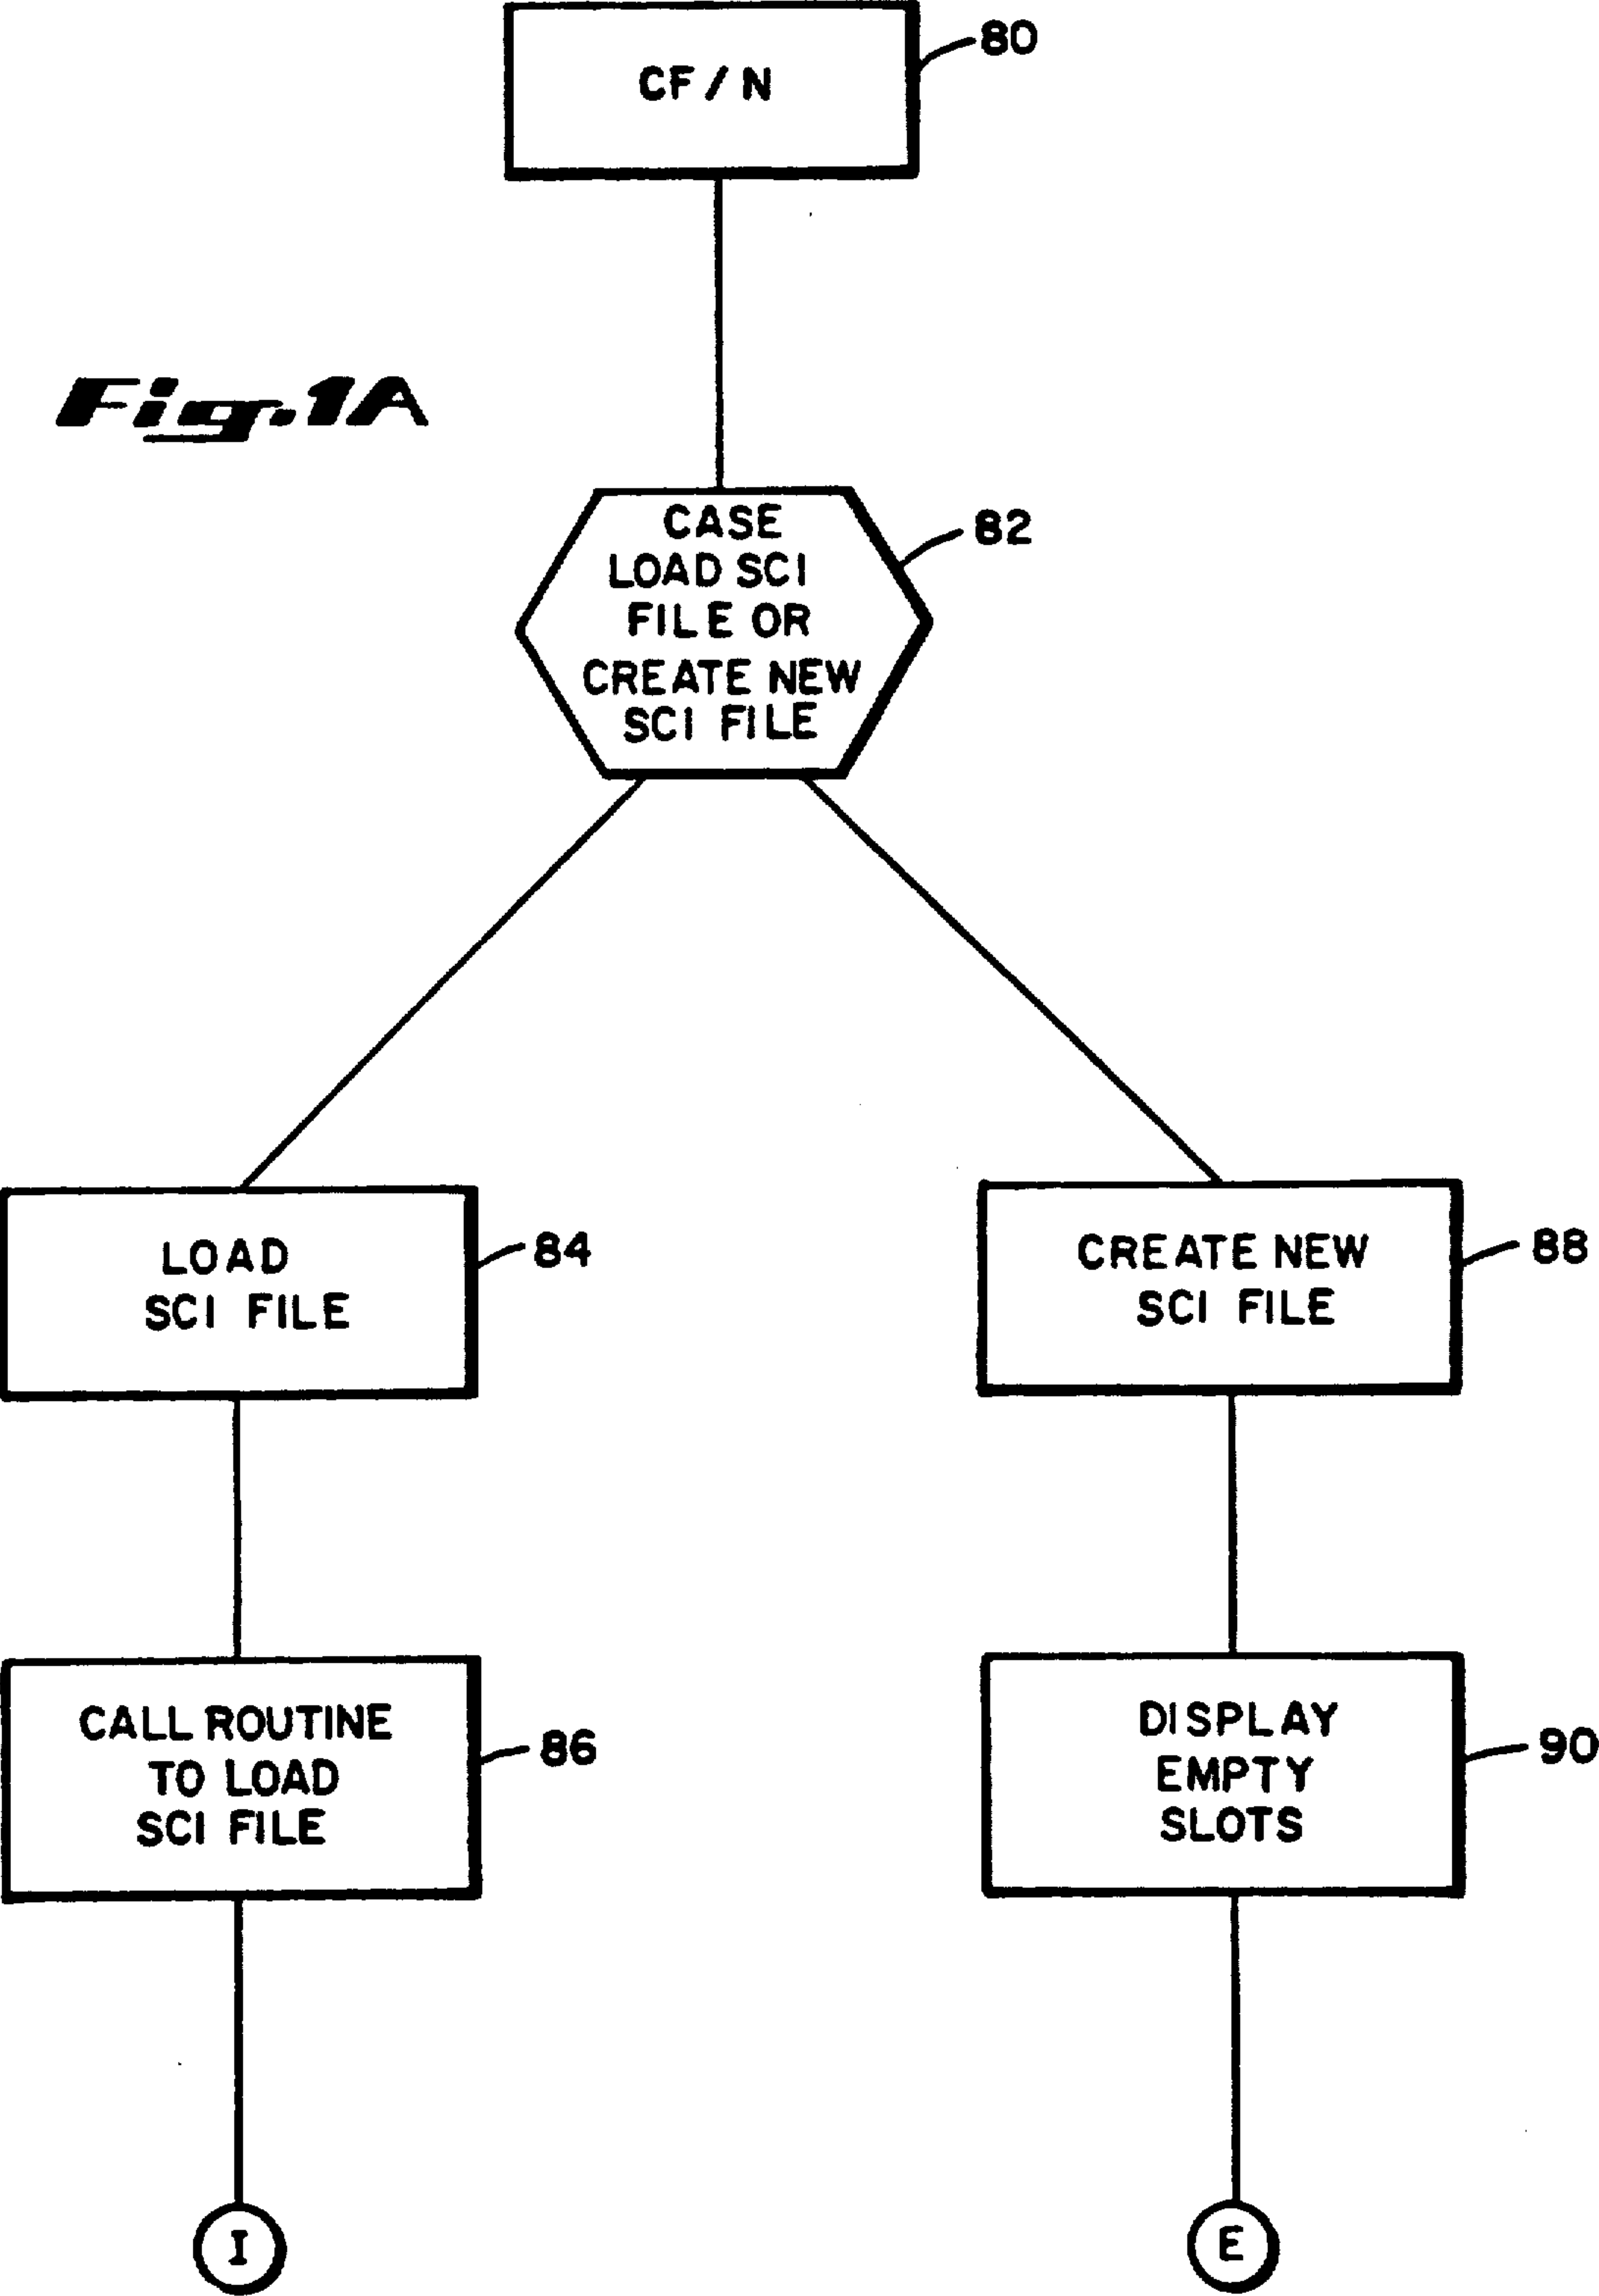 CF/N
80
Fig. 1A
CASE
LOAD SCI
FILE OR
CREATE NEW
SCI FILE
82
LOAD
SCI FILE
84
CREATE NEW
SCI FILE
88
CALL ROUTINE
TO LOAD
SCI FILE
86
DISPLAY
EMPTY
SLOTS
90
I
E